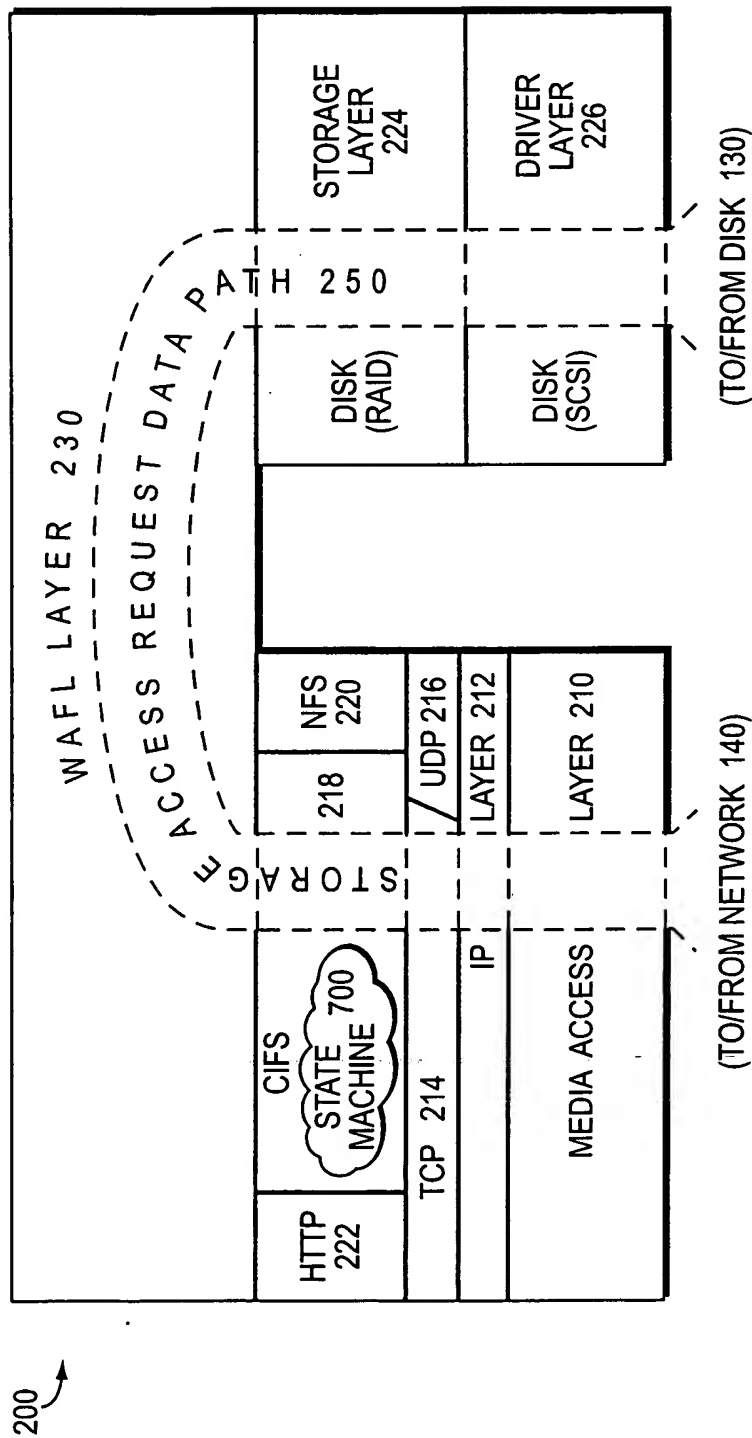 200
WAFL LAYER 230
STORAGE ACCESS REQUEST DATA PATH 250
HTTP
222
CIFS
STATE
MACHINE 700
218
NFS
220
TCP 214
UDP 216
IP
LAYER 212
MEDIA ACCESS
LAYER 210
(TO/FROM NETWORK 140)
DISK
(RAID)
STORAGE
LAYER
224
DISK
(SCSI)
DRIVER
LAYER
226
(TO/FROM DISK 130)